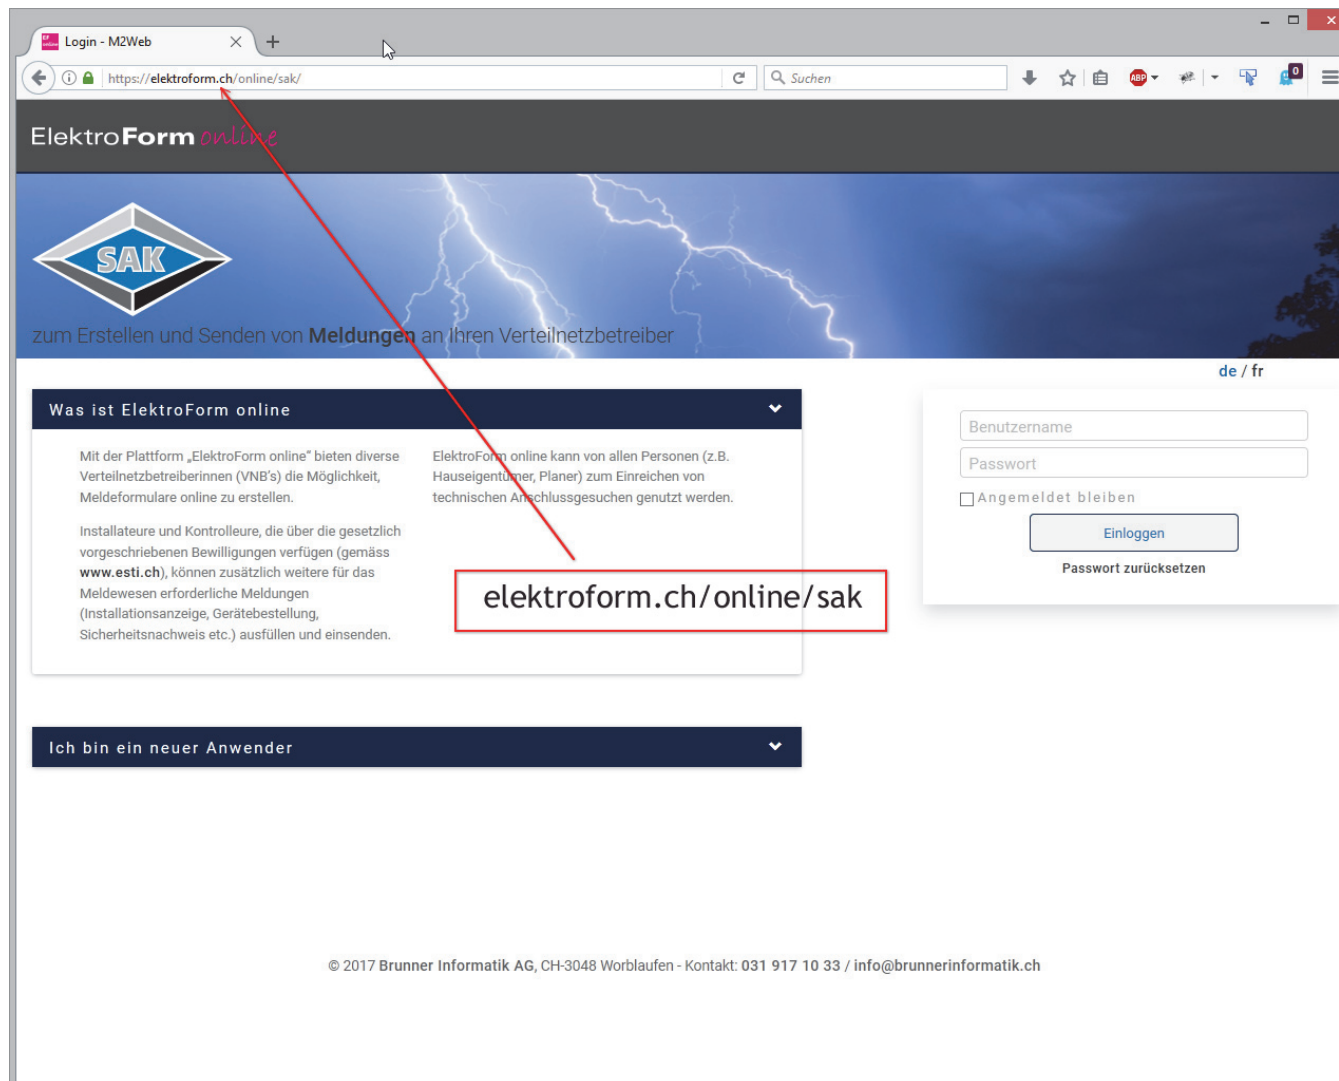 Login - M2Web
https://elektroform.ch/online/sak/
Suchen
ABP
0
ElektroForm online
SAK
zum Erstellen und Senden von Meldungen an Ihren Verteilnetzbetreiber
de / fr
Was ist ElektroForm online
Mit der Plattform „ElektroForm online“ bieten diverse
Verteilnetzbetreiberinnen (VNB's) die Möglichkeit,
Meldeformulare online zu erstellen.
Installateure und Kontrolleure, die über die gesetzlich
vorgeschriebenen Bewilligungen verfügen (gemäss
www.esti.ch), können zusätzlich weitere für das
Meldewesen erforderliche Meldungen
(Installationsanzeige, Gerätebestellung,
Sicherheitsnachweis etc.) ausfüllen und einsenden.
ElektroForm online kann von allen Personen (z.B.
Hauseigentümer, Planer) zum Einreichen von
technischen Anschlussgesuchen genutzt werden.
elektroform.ch/online/sak
Benutzername
Passwort
Angemeldet bleiben
Einloggen
Passwort zurücksetzen
Ich bin ein neuer Anwender
© 2017 Brunner Informatik AG, CH-3048 Worblaufen - Kontakt: 031 917 10 33 / info@brunnerinformatik.ch